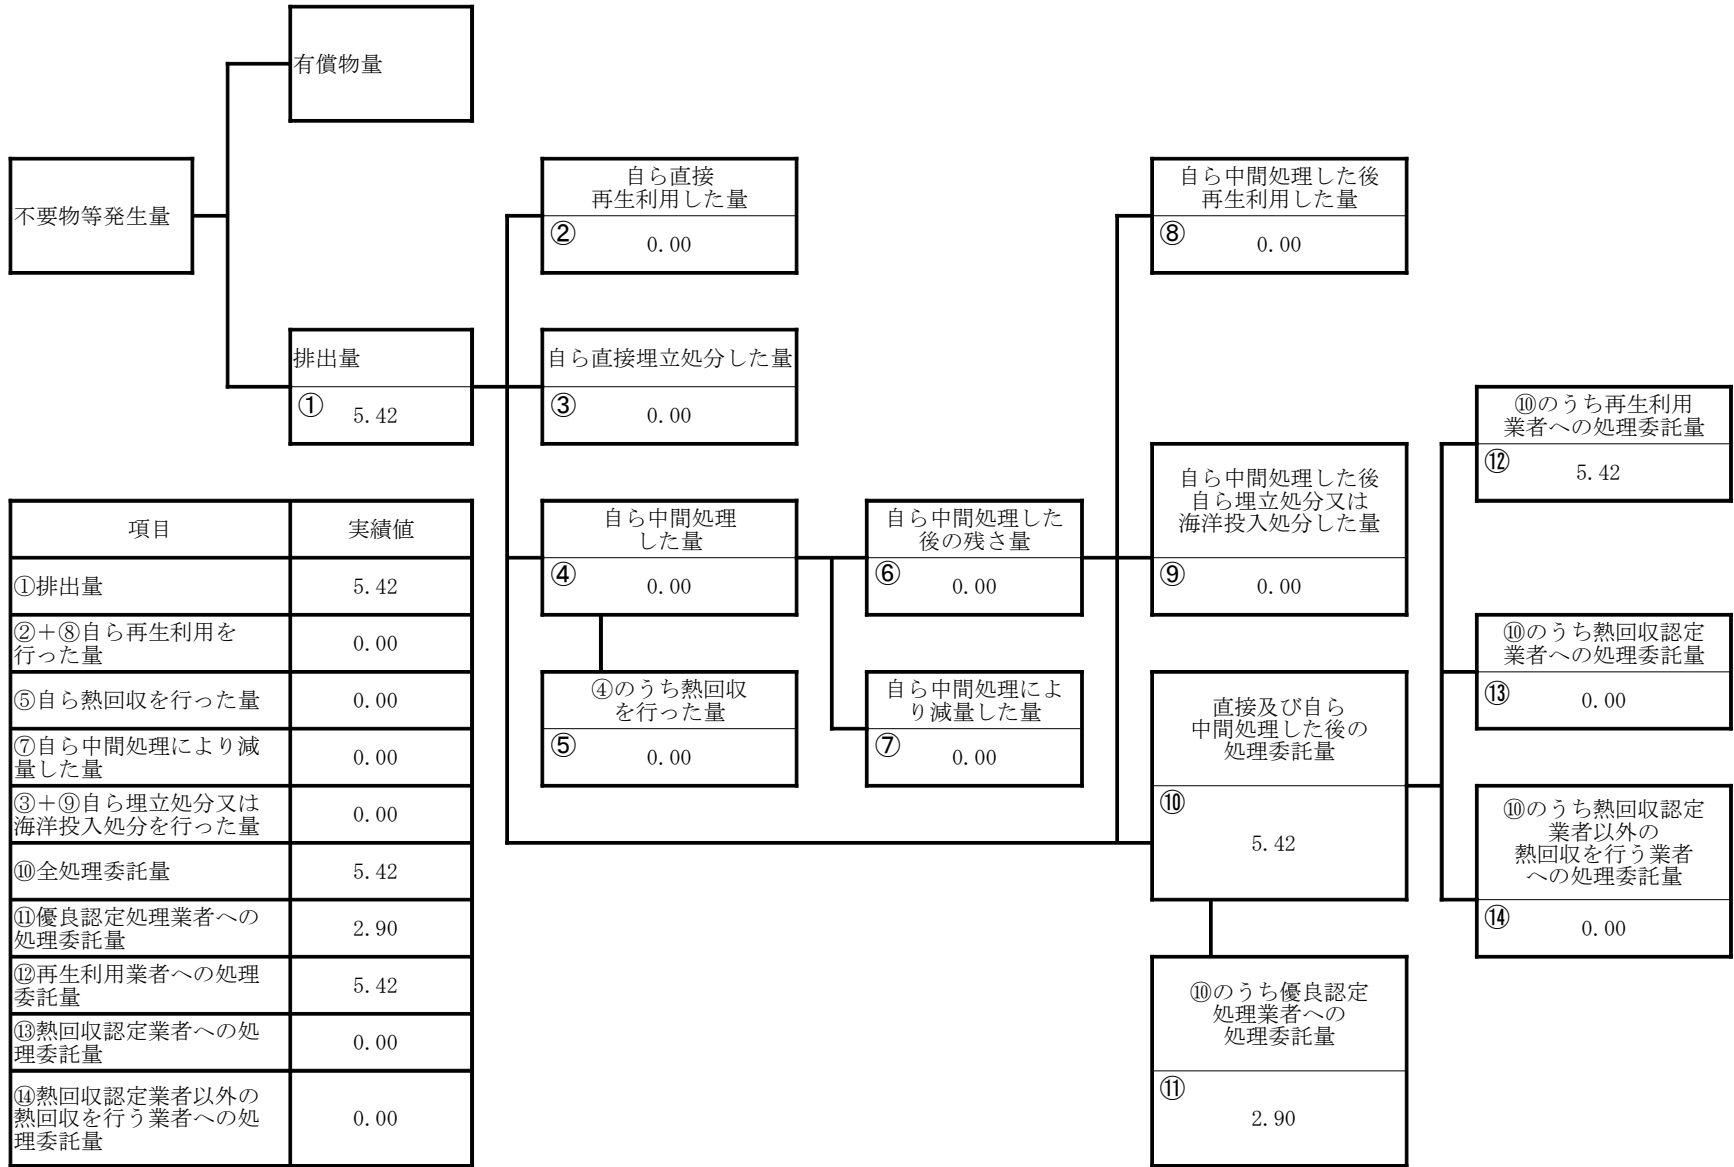 有償物量
不要物等発生量
自ら直接
再生利用した量
②
0.00
自ら中間処理した後
再生利用した量
⑧
0.00
排出量
①
5.42
自ら直接埋立処分した量
③
0.00
⑩のうち再生利用
業者への処理委託量
⑫
5.42
自ら中間処理
した量
④
0.00
自ら中間処理した
後の残さ量
⑥
0.00
自ら中間処理した後
自ら埋立処分又は
海洋投入処分した量
⑨
0.00
⑩のうち熱回収認定
業者への処理委託量
⑬
0.00
④のうち熱回収
を行った量
⑤
0.00
自ら中間処理によ
り減量した量
⑦
0.00
直接及び自ら
中間処理した後の
処理委託量
⑩
5.42
⑩のうち熱回収認定
業者以外の
熱回収を行う業者
への処理委託量
⑭
0.00
⑩のうち優良認定
処理業者への
処理委託量
⑪
2.90
項目 実績値
①排出量 5.42
②+⑧自ら再生利用を
行った量 0.00
⑤自ら熱回収を行った量 0.00
⑦自ら中間処理により減
量した量 0.00
③+⑨自ら埋立処分又は
海洋投入処分を行った量 0.00
⑩全処理委託量 5.42
⑪優良認定処理業者への
処理委託量 2.90
⑫再生利用業者への処理
委託量 5.42
⑬熱回収認定業者への処
理委託量 0.00
⑭熱回収認定業者以外の
熱回収を行う業者への処
理委託量 0.00